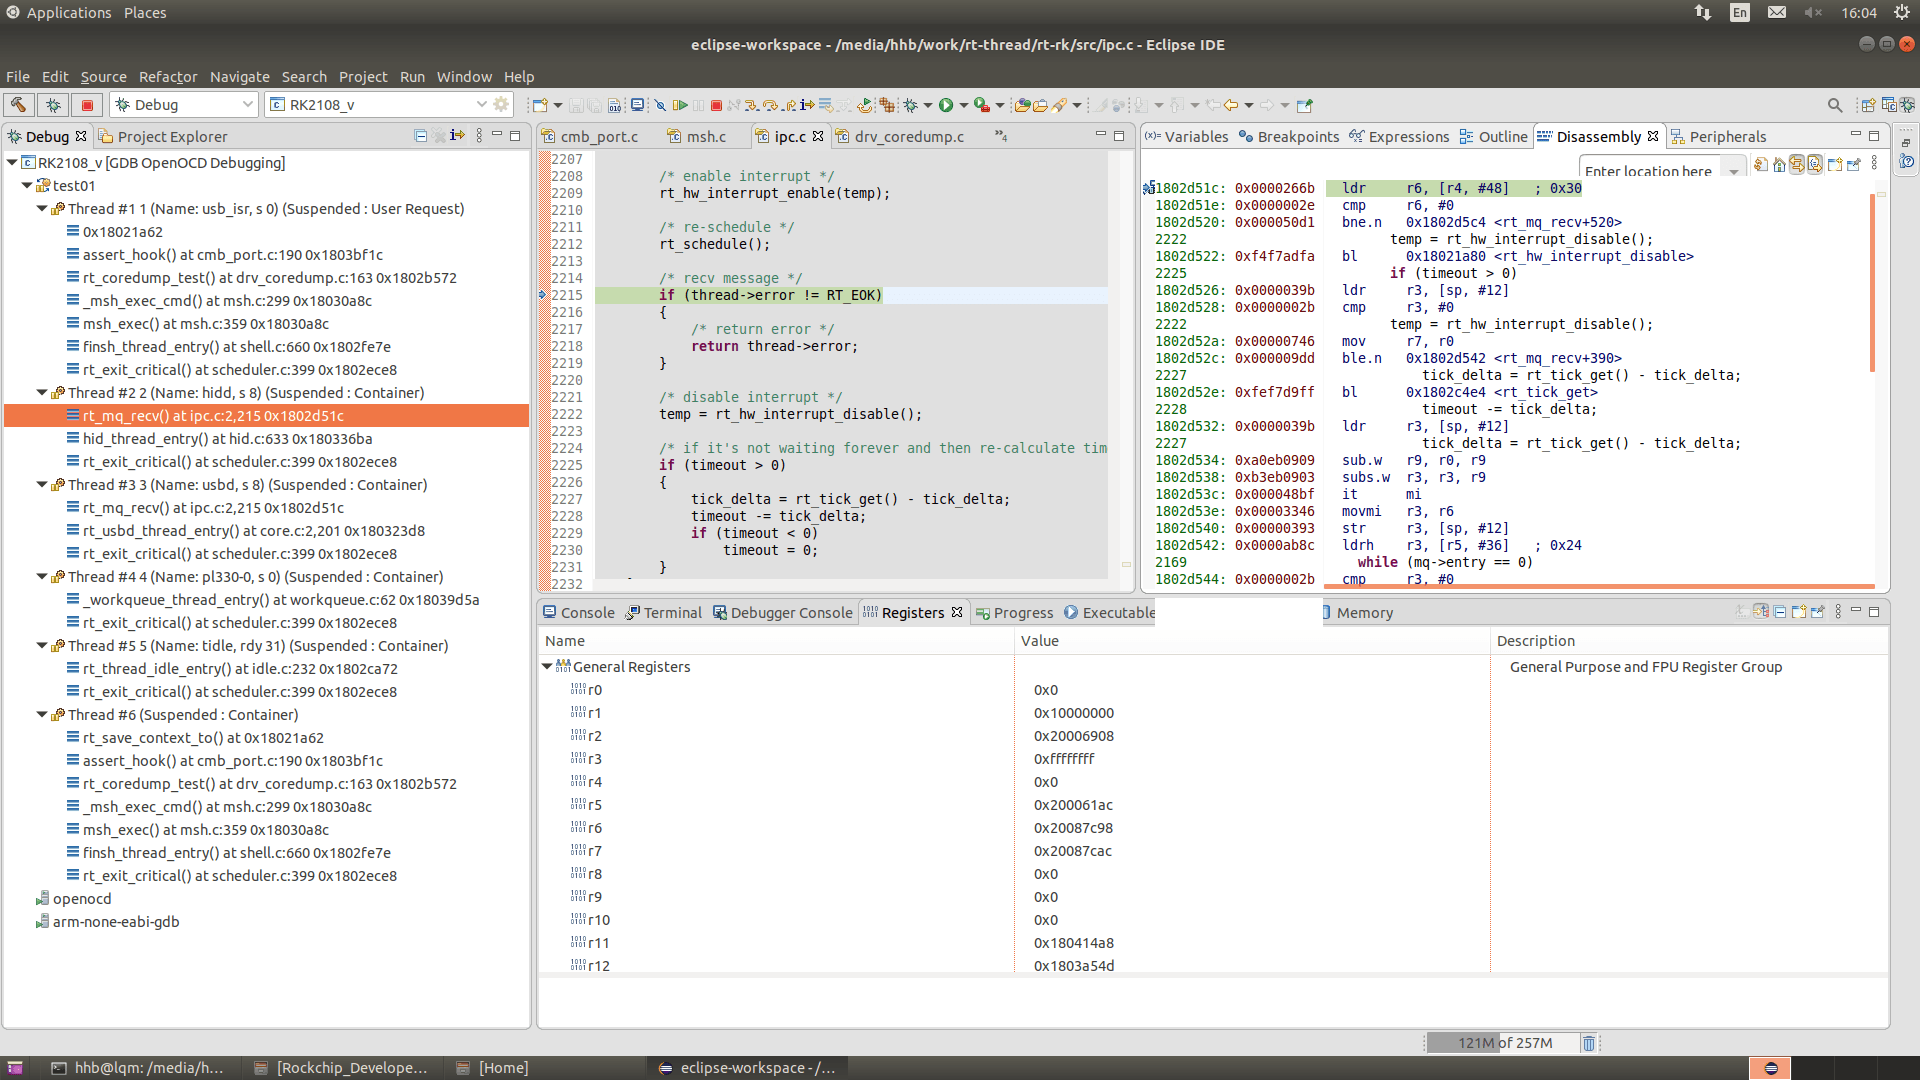 Applications Places
En 16:04
eclipse-workspace - /media/hhb/work/rt-thread/rt-rk/src/ipc.c - Eclipse IDE
File Edit Source Refactor Navigate Search Project Run Window Help
Debug RK2108_v
Debug Project Explorer
RK2108_v [GDB OpenOCD Debugging]
test01
Thread #1 1 (Name: usb_isr, s 0) (Suspended : User Request)
0x18021a62
assert_hook() at cmb_port.c:190 0x1803bf1c
rt_coredump_test() at drv_coredump.c:163 0x1802b572
_msh_exec_cmd() at msh.c:299 0x18030a8c
msh_exec() at msh.c:359 0x18030a8c
finsh_thread_entry() at shell.c:660 0x1802fe7e
rt_exit_critical() at scheduler.c:399 0x1802ece8
Thread #2 2 (Name: hidd, s 8) (Suspended : Container)
rt_mq_recv() at ipc.c:2,215 0x1802d51c
hid_thread_entry() at hid.c:633 0x180336ba
rt_exit_critical() at scheduler.c:399 0x1802ece8
Thread #3 3 (Name: usbd, s 8) (Suspended : Container)
rt_mq_recv() at ipc.c:2,215 0x1802d51c
rt_usbd_thread_entry() at core.c:2,201 0x180323d8
rt_exit_critical() at scheduler.c:399 0x1802ece8
Thread #4 4 (Name: pl330-0, s 0) (Suspended : Container)
_workqueue_thread_entry() at workqueue.c:62 0x18039d5a
rt_exit_critical() at scheduler.c:399 0x1802ece8
Thread #5 5 (Name: tidle, rdy 31) (Suspended : Container)
rt_thread_idle_entry() at idle.c:232 0x1802ca72
rt_exit_critical() at scheduler.c:399 0x1802ece8
Thread #6 (Suspended : Container)
rt_save_context_to() at 0x18021a62
assert_hook() at cmb_port.c:190 0x1803bf1c
rt_coredump_test() at drv_coredump.c:163 0x1802b572
_msh_exec_cmd() at msh.c:299 0x18030a8c
msh_exec() at msh.c:359 0x18030a8c
finsh_thread_entry() at shell.c:660 0x1802fe7e
rt_exit_critical() at scheduler.c:399 0x1802ece8
openocd
arm-none-eabi-gdb
cmb_port.c msh.c ipc.c drv_coredump.c »4
2207
2208 /* enable interrupt */
2209 rt_hw_interrupt_enable(temp);
2210
2211 /* re-schedule */
2212 rt_schedule();
2213
2214 /* recv message */
2215 if (thread->error != RT_EOK)
2216 {
2217 /* return error */
2218 return thread->error;
2219 }
2220
2221 /* disable interrupt */
2222 temp = rt_hw_interrupt_disable();
2223
2224 /* if it's not waiting forever and then re-calculate tim
2225 if (timeout > 0)
2226 {
2227 tick_delta = rt_tick_get() - tick_delta;
2228 timeout -= tick_delta;
2229 if (timeout < 0)
2230 timeout = 0;
2231 }
2232
(x)= Variables Breakpoints Expressions Outline Disassembly Peripherals
Enter location here
1802d51c: 0x0000266b ldr r6, [r4, #48] ; 0x30
1802d51e: 0x0000002e cmp r6, #0
1802d520: 0x000050d1 bne.n 0x1802d5c4 <rt_mq_recv+520>
2222 temp = rt_hw_interrupt_disable();
1802d522: 0xf4f7adfa bl 0x18021a80 <rt_hw_interrupt_disable>
2225 if (timeout > 0)
1802d526: 0x0000039b ldr r3, [sp, #12]
1802d528: 0x0000002b cmp r3, #0
2222 temp = rt_hw_interrupt_disable();
1802d52a: 0x00000746 mov r7, r0
1802d52c: 0x000009dd ble.n 0x1802d542 <rt_mq_recv+390>
2227 tick_delta = rt_tick_get() - tick_delta;
1802d52e: 0xfef7d9ff bl 0x1802c4e4 <rt_tick_get>
2228 timeout -= tick_delta;
1802d532: 0x0000039b ldr r3, [sp, #12]
2227 tick_delta = rt_tick_get() - tick_delta;
1802d534: 0xa0eb0909 sub.w r9, r0, r9
1802d538: 0xb3eb0903 subs.w r3, r3, r9
1802d53c: 0x000048bf it mi
1802d53e: 0x00003346 movmi r3, r6
1802d540: 0x00000393 str r3, [sp, #12]
1802d542: 0x0000ab8c ldrh r3, [r5, #36] ; 0x24
2169 while (mq->entry == 0)
1802d544: 0x0000002b cmp r3, #0
Console Terminal Debugger Console Registers Progress Executable Memory
Name Value Description
General Registers General Purpose and FPU Register Group
r0 0x0
r1 0x10000000
r2 0x20006908
r3 0xffffffff
r4 0x0
r5 0x200061ac
r6 0x20087c98
r7 0x20087cac
r8 0x0
r9 0x0
r10 0x0
r11 0x180414a8
r12 0x1803a54d
121M of 257M
hhb@lqm: /media/h... [Rockchip_Develope... [Home] eclipse-workspace - /...